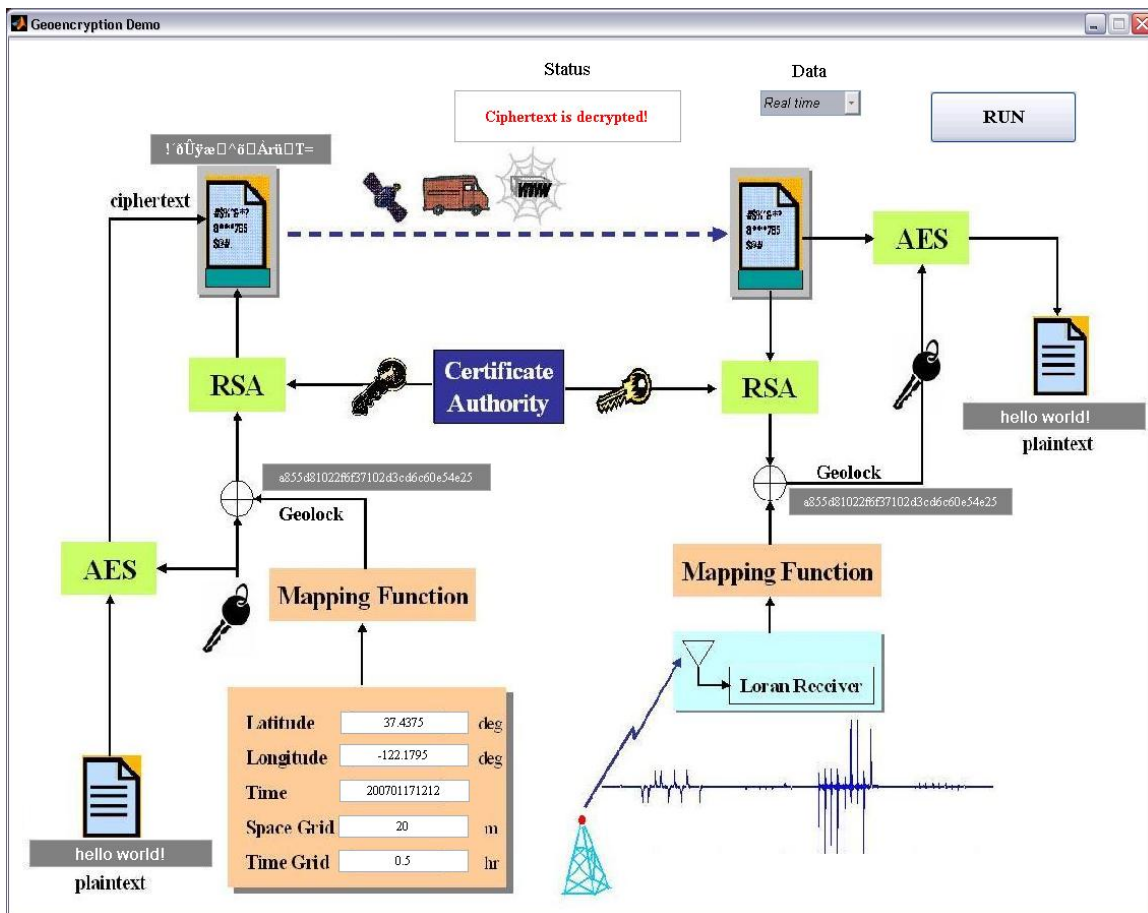 Geoencryption Demo
Status
Data
Ciphertext is decrypted!
Real time
RUN
ciphertext
AES
RSA
Certificate
Authority
RSA
hello world!
plaintext
a855d81022f6f37102d3cd6c60e54e25
Geolock
Geolock
a855d81022f6f37102d3cd6c60e54e25
AES
Mapping Function
Mapping Function
Loran Receiver
Latitude 37.4375 deg
Longitude -122.1795 deg
Time 200701171212
Space Grid 20 m
Time Grid 0.5 hr
hello world!
plaintext